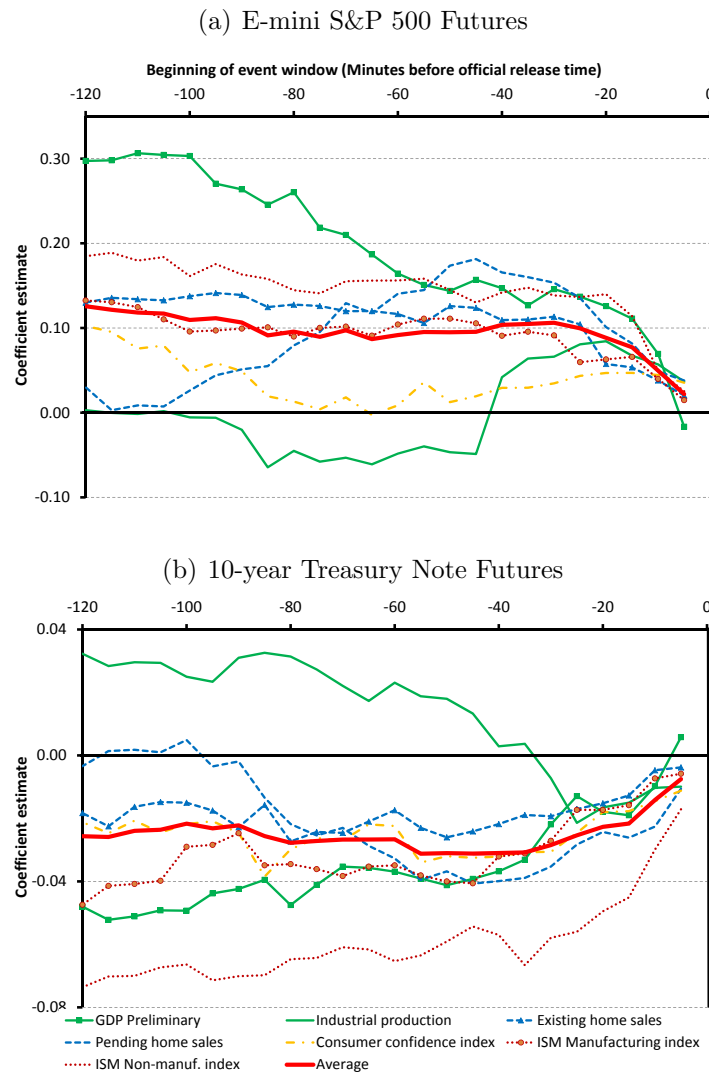 (a) E-mini S&P 500 Futures
Beginning of event window (Minutes before official release time)
-120 -100 -80 -60 -40 -20 0
0.30
0.20
0.10
0.00
-0.10
Coefficient estimate
(b) 10-year Treasury Note Futures
-120 -100 -80 -60 -40 -20 0
0.04
0.00
-0.04
-0.08
Coefficient estimate
GDP Preliminary Industrial production Existing home sales
Pending home sales Consumer confidence index ISM Manufacturing index
ISM Non-manuf. index Average